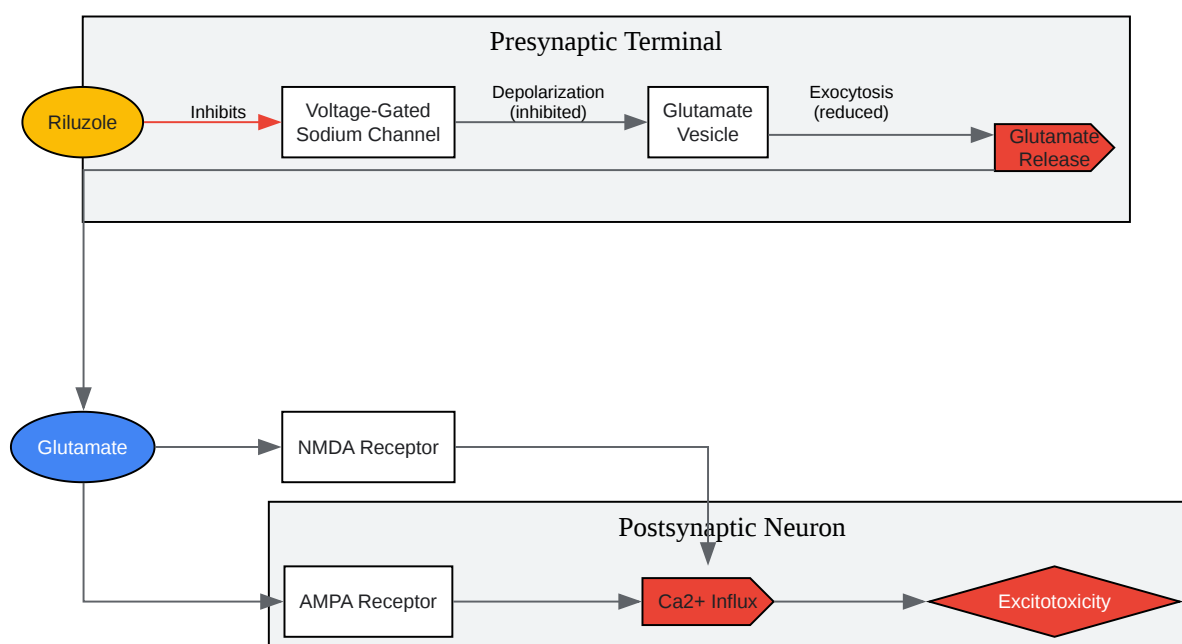 Presynaptic Terminal
Riluzole
Inhibits
Voltage-Gated
Sodium Channel
Depolarization
(inhibited)
Glutamate
Vesicle
Exocytosis
(reduced)
Glutamate
Release
Glutamate
NMDA Receptor
Postsynaptic Neuron
AMPA Receptor
Ca2+ Influx
Excitotoxicity